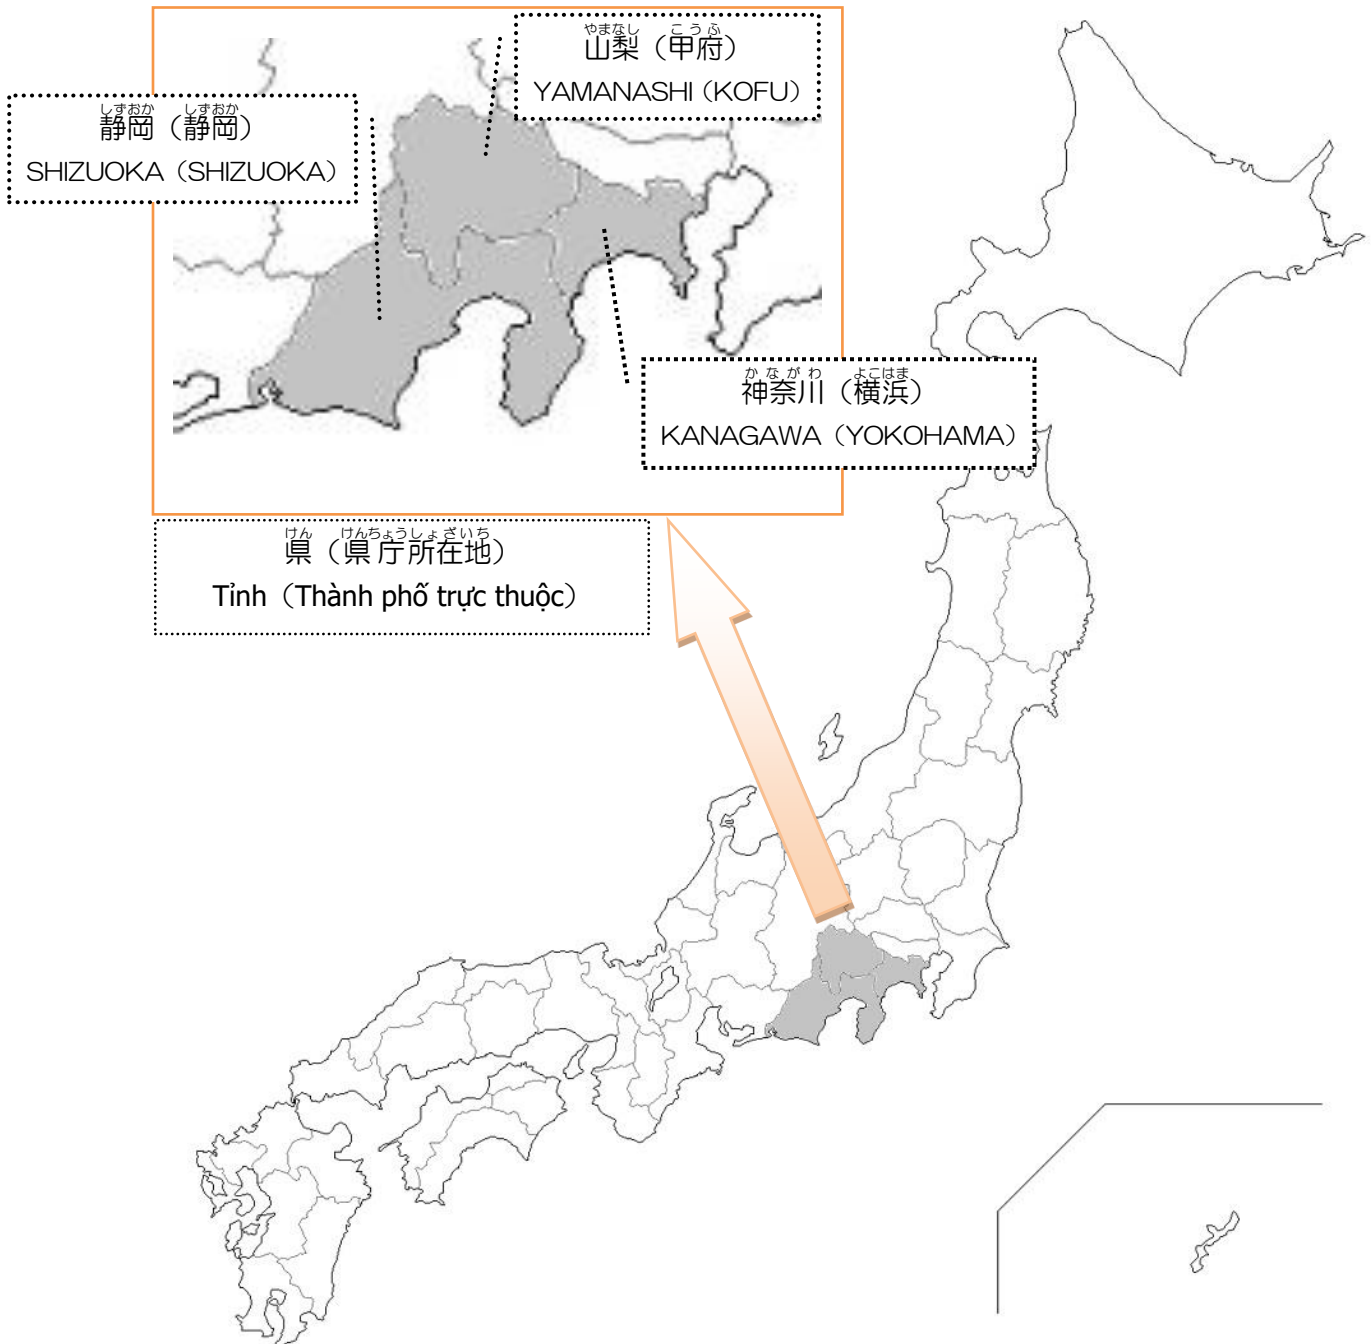 やまなし こうふ
山梨（甲府）
YAMANASHI（KOFU）
しずおか しずおか
静岡（静岡）
SHIZUOKA（SHIZUOKA）
かながわ よこはま
神奈川（横浜）
KANAGAWA（YOKOHAMA）
けん けんちょうしょざいち
県（県庁所在地）
Tỉnh（Thành phố trực thuộc）